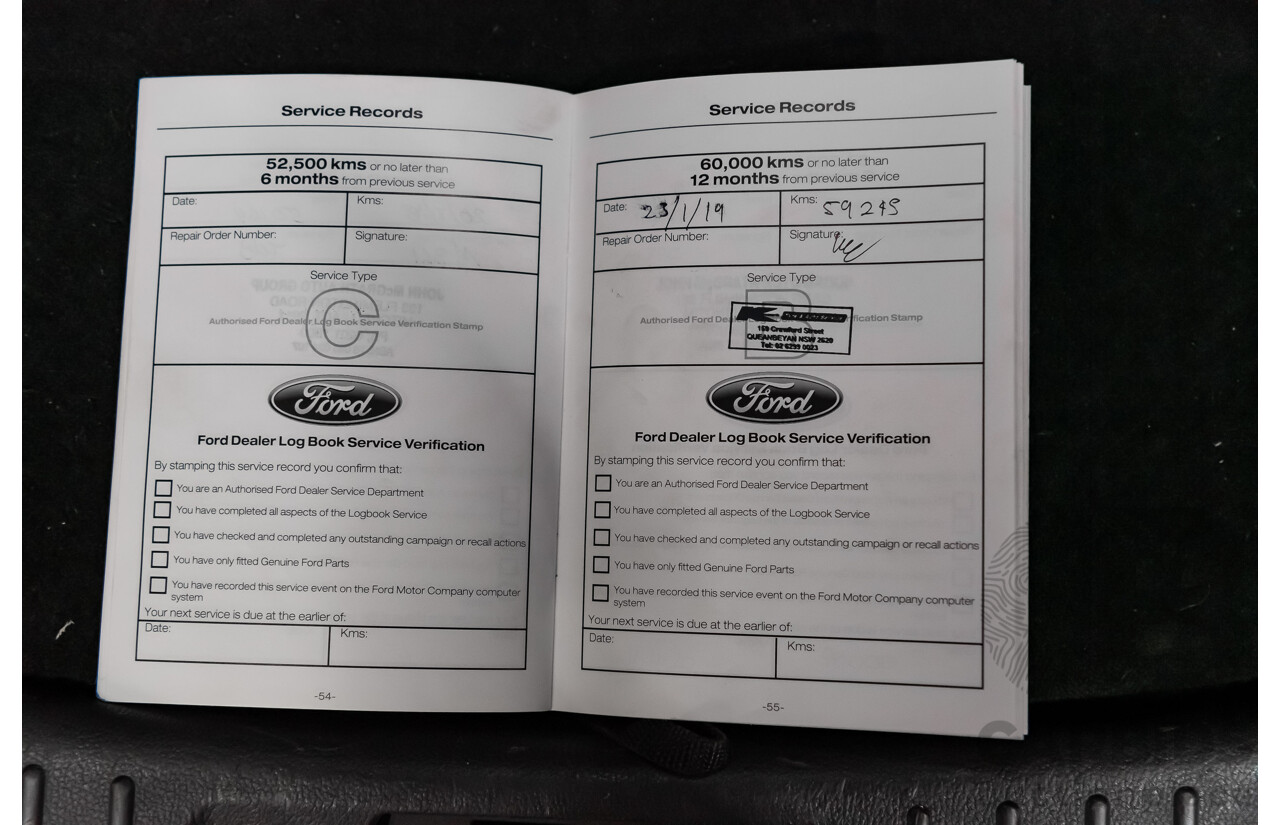 Service Records
52,500 kms or no later than
6 months from previous service
Date:
Kms:
Repair Order Number:
Signature:
Service Type
C
Authorised Ford Dealer Log Book Service Verification Stamp
Ford
Ford Dealer Log Book Service Verification
By stamping this service record you confirm that:
You are an Authorised Ford Dealer Service Department
You have completed all aspects of the Logbook Service
You have checked and completed any outstanding campaign or recall actions
You have only fitted Genuine Ford Parts
You have recorded this service event on the Ford Motor Company computer
system
Your next service is due at the earlier of:
Date:
Kms:
-54-
Service Records
60,000 kms or no later than
12 months from previous service
Date: 23/1/19
Kms: 59245
Repair Order Number:
Signature:
Service Type
B
Authorised Ford Dea fication Stamp
159 Crawford Street
QUEANBEYAN NSW 2620
Tel: 02 6299 0023
Ford
Ford Dealer Log Book Service Verification
By stamping this service record you confirm that:
You are an Authorised Ford Dealer Service Department
You have completed all aspects of the Logbook Service
You have checked and completed any outstanding campaign or recall actions
You have only fitted Genuine Ford Parts
You have recorded this service event on the Ford Motor Company computer
system
Your next service is due at the earlier of:
Date:
Kms:
-55-